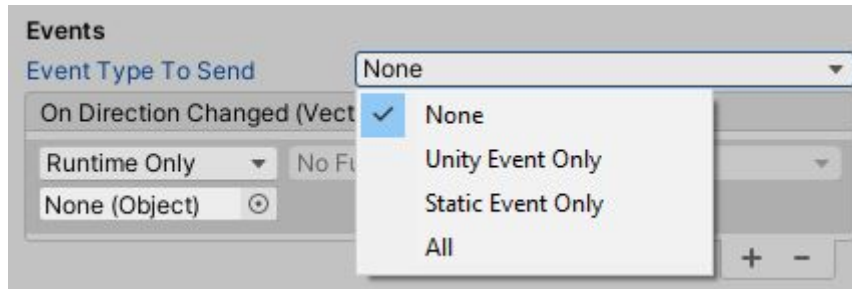 Events
Event Type To Send None
On Direction Changed (Vect
None
Runtime Only No Fu
Unity Event Only
None (Object)
Static Event Only
All
+ -